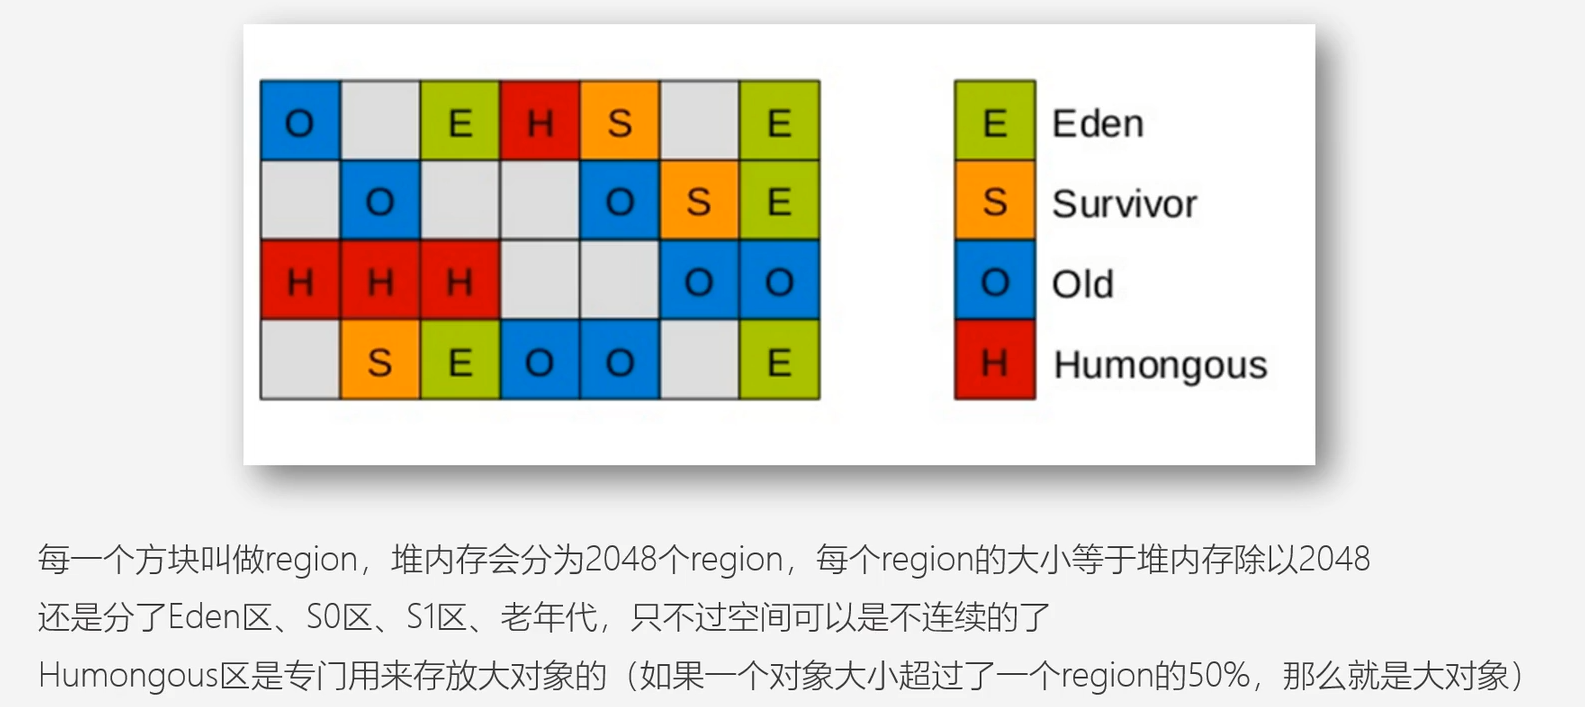 O E H S E E Eden
O O S E S Survivor
H H H O O O Old
S E O O E H Humongous
每一个方块叫做region，堆内存会分为2048个region，每个region的大小等于堆内存除以2048
还是分了Eden区、S0区、S1区、老年代，只不过空间可以是不连续的了
Humongous区是专门用来存放大对象的（如果一个对象大小超过了一个region的50%，那么就是大对象）